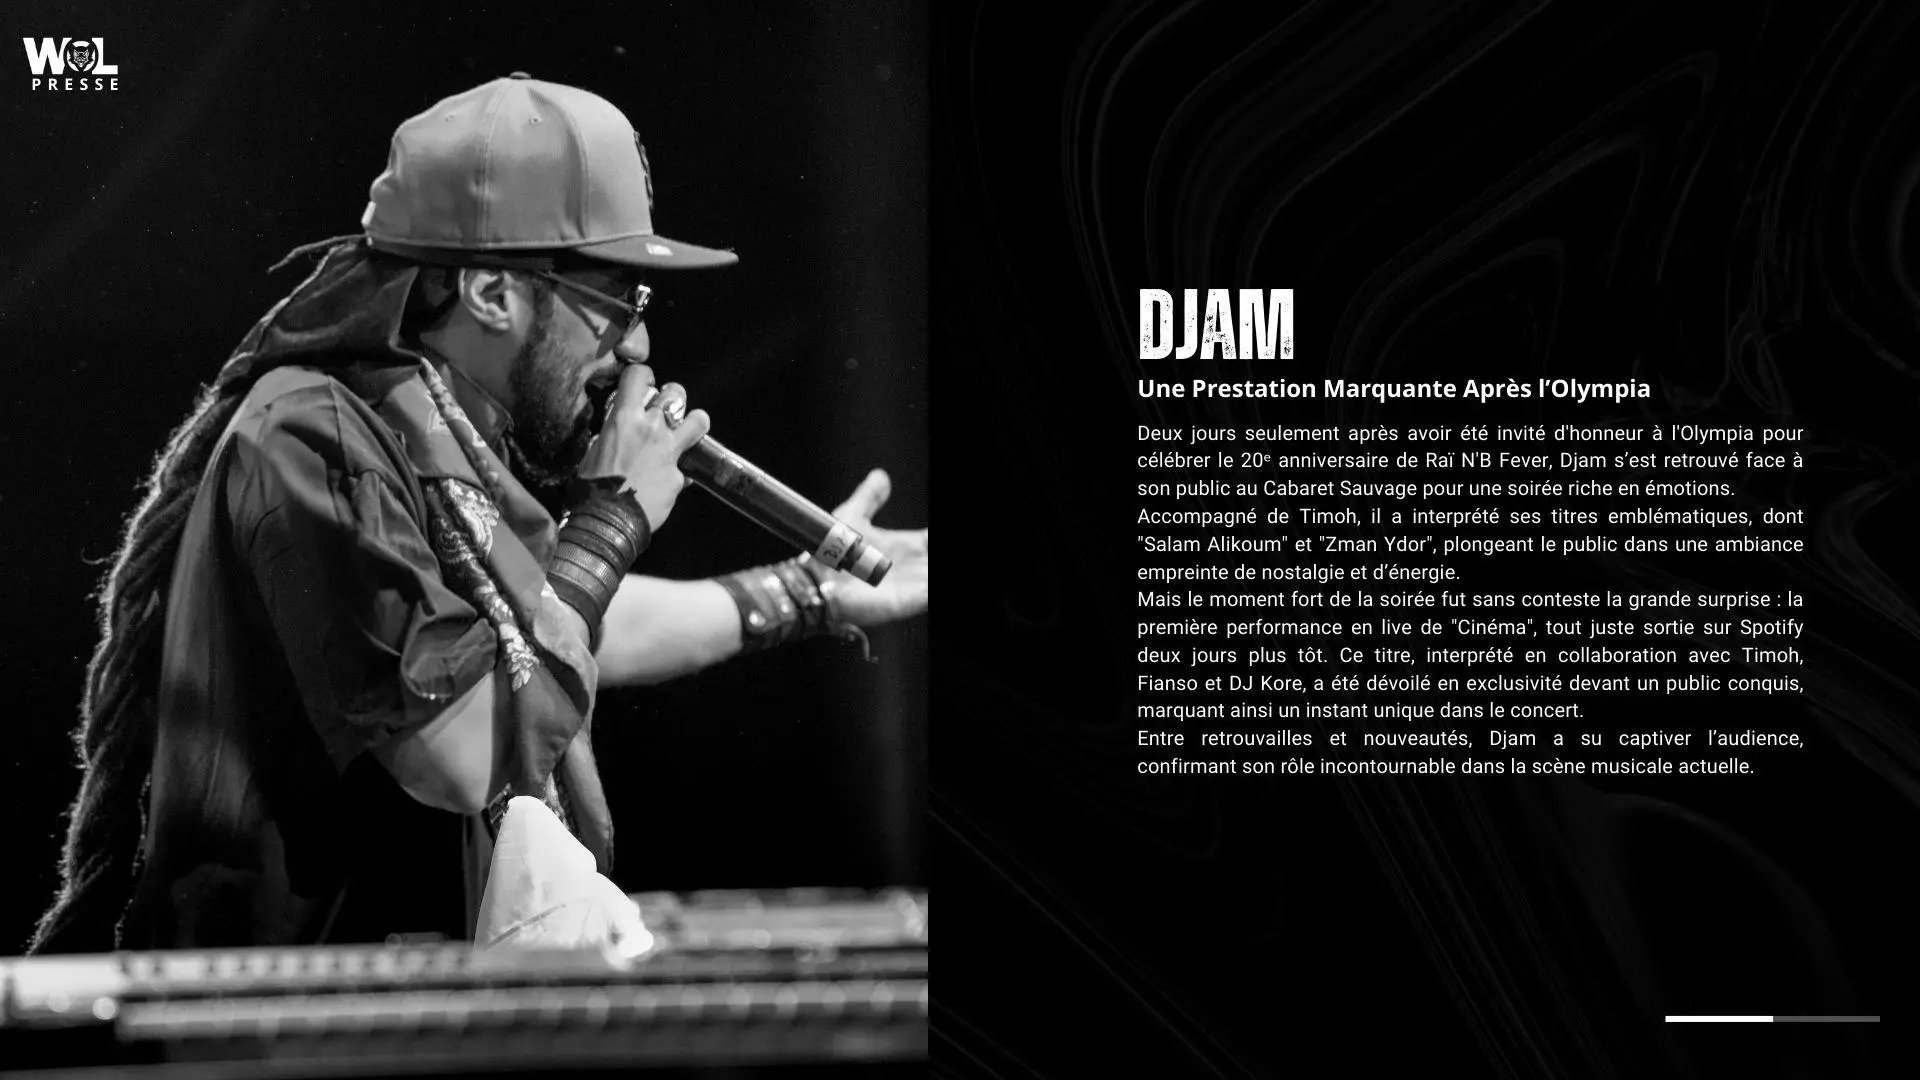 WOL
PRESSE
DJAM
Une Prestation Marquante Après l’Olympia
Deux jours seulement après avoir été invité d'honneur à l'Olympia pour
célébrer le 20ᵉ anniversaire de Raï N'B Fever, Djam s’est retrouvé face à
son public au Cabaret Sauvage pour une soirée riche en émotions.
Accompagné de Timoh, il a interprété ses titres emblématiques, dont
"Salam Alikoum" et "Zman Ydor", plongeant le public dans une ambiance
empreinte de nostalgie et d’énergie.
Mais le moment fort de la soirée fut sans conteste la grande surprise : la
première performance en live de "Cinéma", tout juste sortie sur Spotify
deux jours plus tôt. Ce titre, interprété en collaboration avec Timoh,
Fianso et DJ Kore, a été dévoilé en exclusivité devant un public conquis,
marquant ainsi un instant unique dans le concert.
Entre retrouvailles et nouveautés, Djam a su captiver l’audience,
confirmant son rôle incontournable dans la scène musicale actuelle.